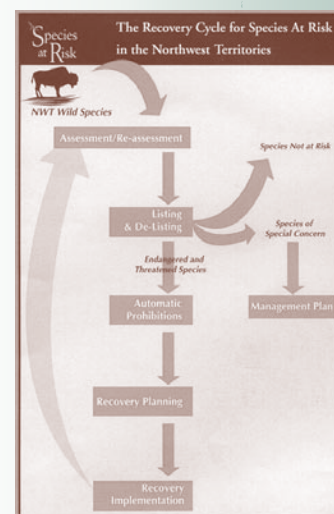 Species
at Risk
The Recovery Cycle for Species At Risk
in the Northwest Territories
NWT Wild Species
Assessment/Re-assessment
Species Not at Risk
Listing
& De-Listing
Species of
Special Concern
Endangered and
Threatened Species
Automatic
Prohibitions
Management Plan
Recovery Planning
Recovery
Implementation